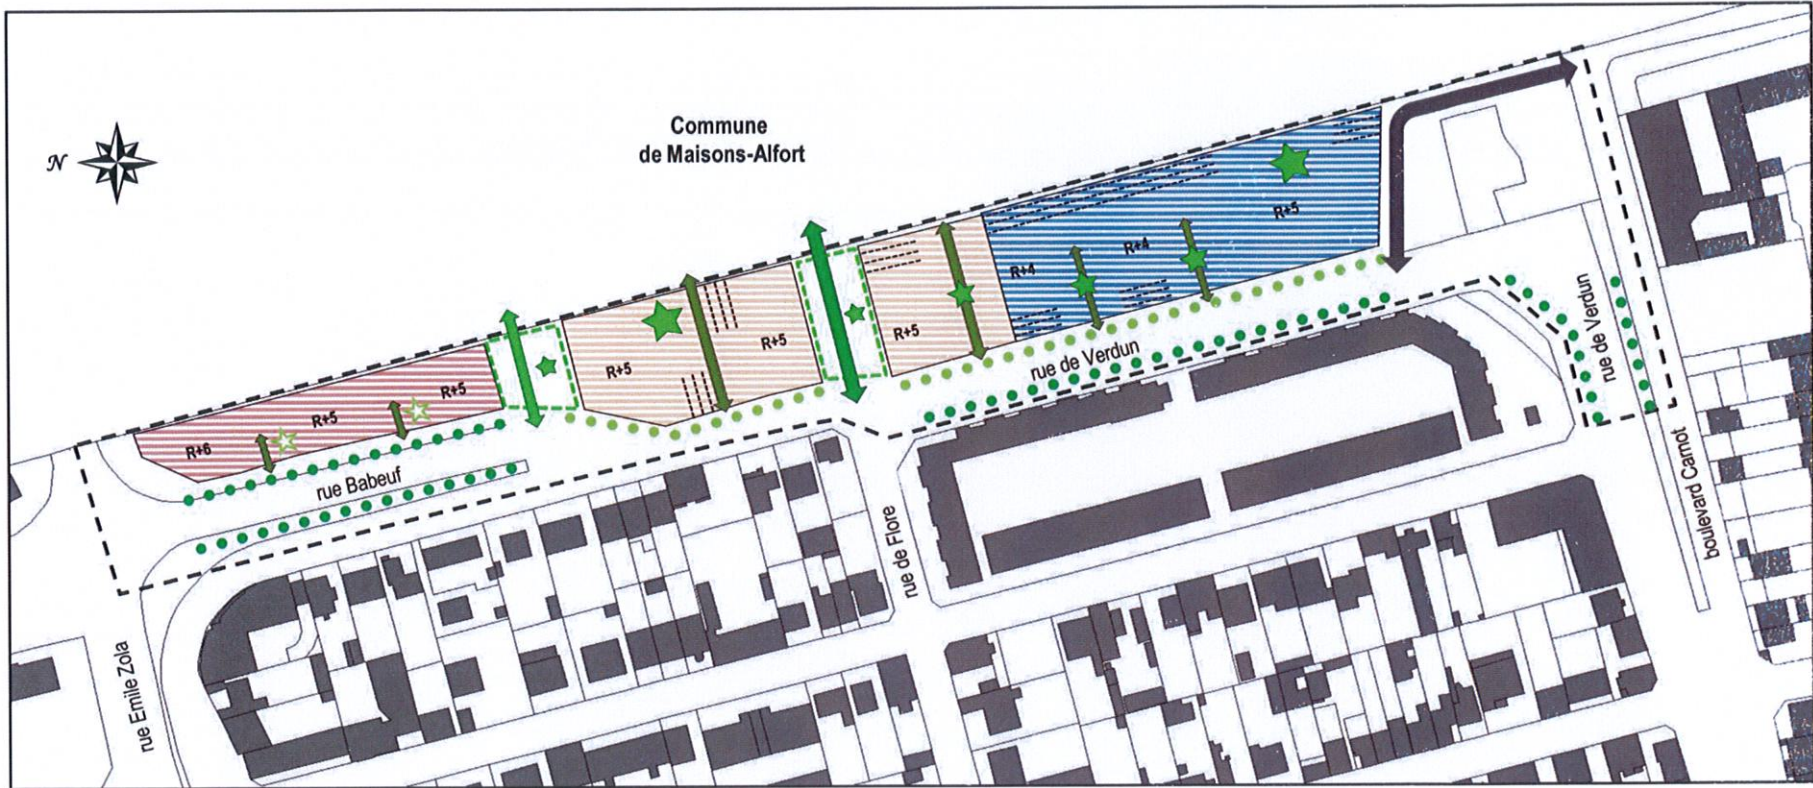 Commune
de Maisons-Alfort
N
R+5
R+4
R+4
R+5
R+5
R+5
R+5
R+5
R+6
rue de Verdun
rue de Verdun
rue Babeuf
rue de Flore
boulevard Carnot
rue Emile Zola